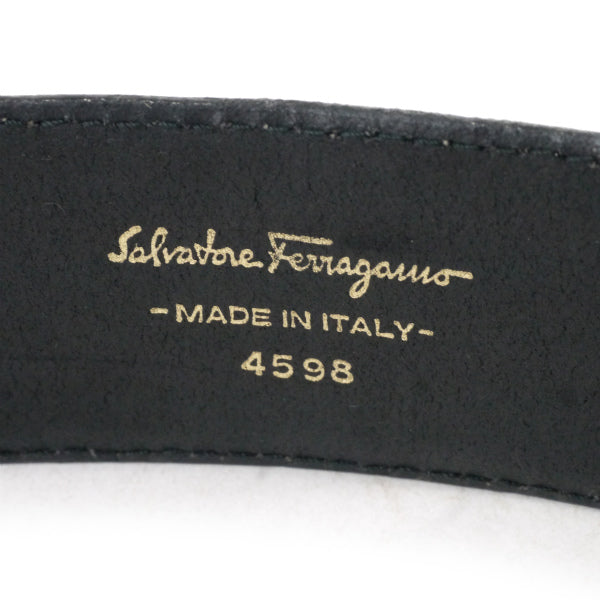 Salvatore Ferragamo
-MADE IN ITALY-
4598